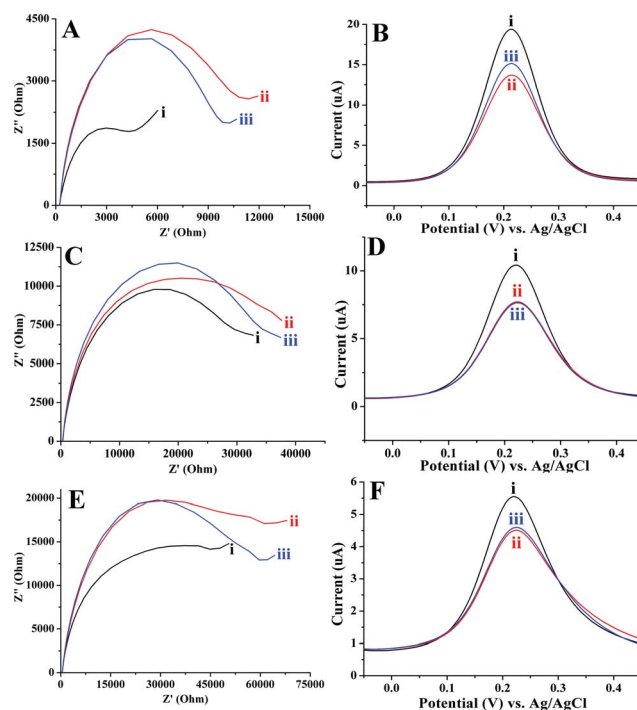 A
Z" (Ohm)
4500
3000
1500
0
i
ii
iii
0
3000
6000
9000
12000
15000
Z' (Ohm)
B
Current (uA)
20
15
10
5
0
i
iii
ii
0.0
0.1
0.2
0.3
0.4
Potential (V) vs. Ag/AgCl
C
Z" (Ohm)
12500
10000
7500
5000
2500
0
i
ii
iii
0
10000
20000
30000
40000
Z' (Ohm)
D
Current (uA)
10
5
0
i
ii
iii
0.0
0.1
0.2
0.3
0.4
Potential (V) vs. Ag/AgCl
E
Z" (Ohm)
20000
15000
10000
5000
0
i
ii
iii
0
15000
30000
45000
60000
75000
Z' (Ohm)
F
Current (uA)
6
5
4
3
2
1
0
i
iii
ii
0.0
0.1
0.2
0.3
0.4
Potential (V) vs. Ag/AgCl